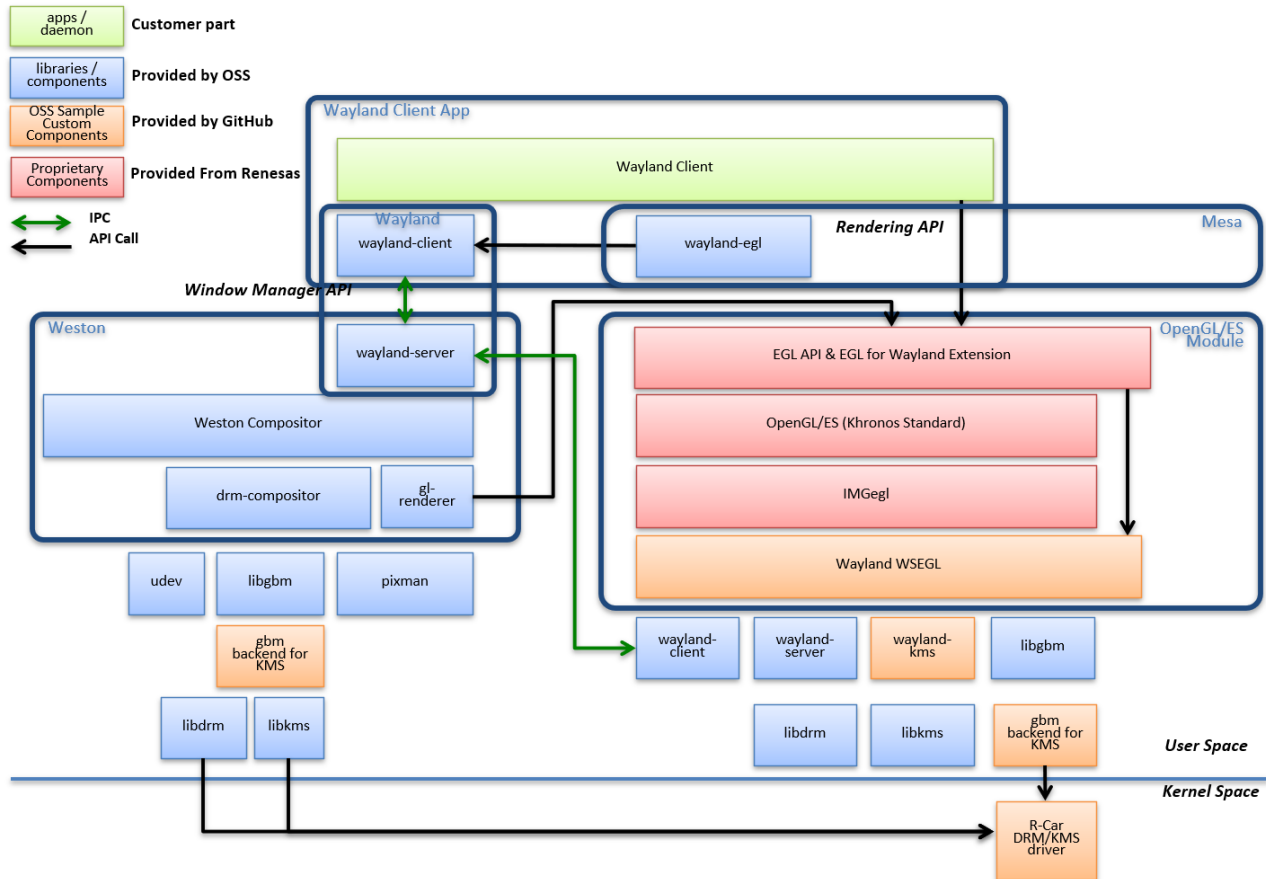 apps /
daemon
Customer part
libraries /
components
Provided by OSS
OSS Sample
Custom
Components
Provided by GitHub
Proprietary
Components
Provided From Renesas
IPC
API Call
Wayland Client App
Wayland Client
Wayland
wayland-client
wayland-egl
Rendering API
Mesa
Window Manager API
Weston
wayland-server
OpenGL/ES
Module
EGL API & EGL for Wayland Extension
Weston Compositor
OpenGL/ES (Khronos Standard)
drm-compositor
gl-
renderer
IMGegl
Wayland WSEGL
udev
libgbm
pixman
gbm
backend for
KMS
wayland-
client
wayland-
server
wayland-
kms
libgbm
libdrm
libkms
libdrm
libkms
gbm
backend for
KMS
User Space
Kernel Space
R-Car
DRM/KMS
driver